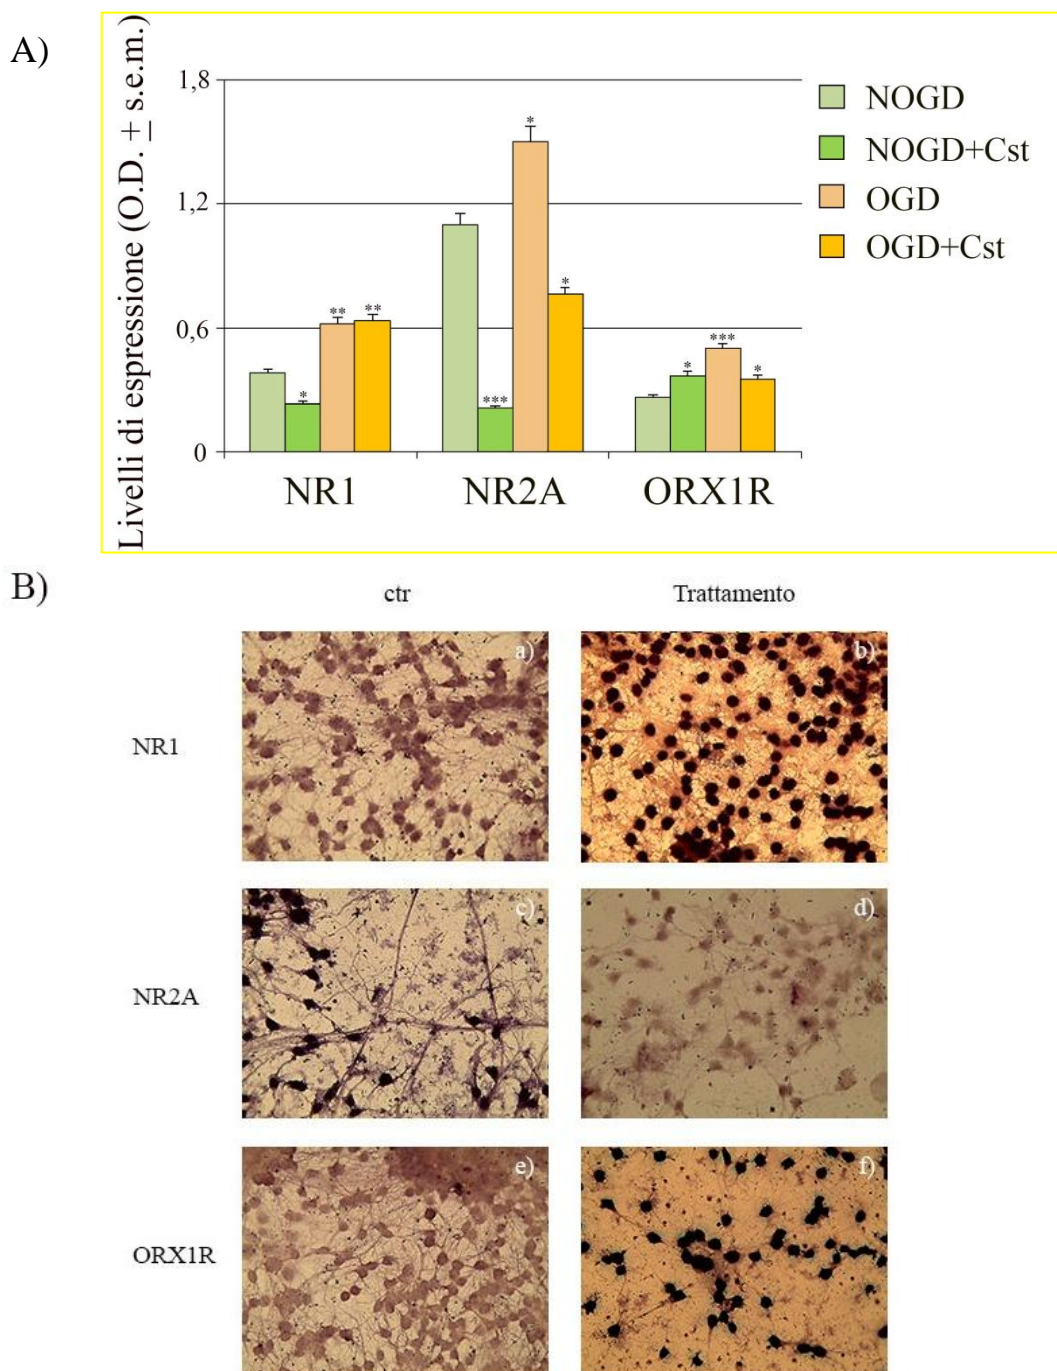 A)
Livelli di espressione (O.D. ± s.e.m.)
1,8
1,2
0,6
0
*
**
**
***
*
*
*
***
*
NR1
NR2A
ORX1R
NOGD
NOGD+Cst
OGD
OGD+Cst
B)
ctr
Trattamento
NR1
a)
b)
NR2A
c)
d)
ORX1R
e)
f)